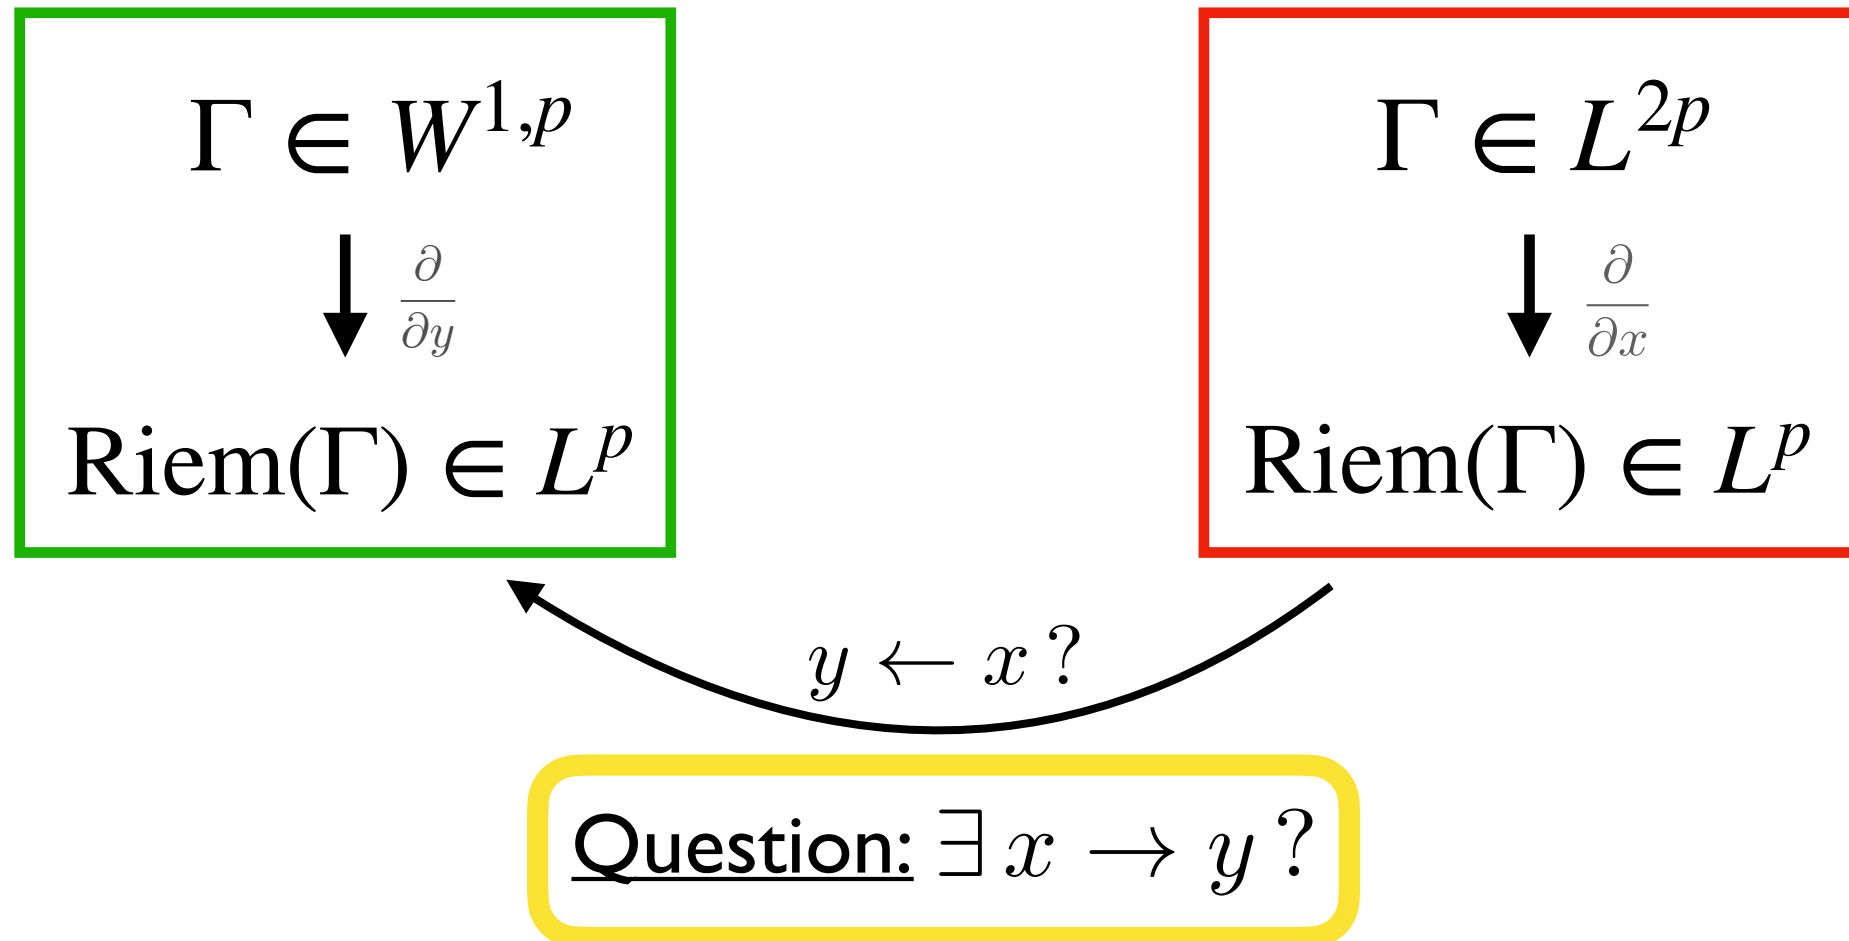 Γ ∈ W^{1,p}
∂/∂y
Riem(Γ) ∈ L^p
Γ ∈ L^{2p}
∂/∂x
Riem(Γ) ∈ L^p
y ← x ?
Question: ∃ x → y ?